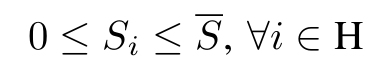 0 ≤ S_i ≤ S̅, ∀i ∈ H